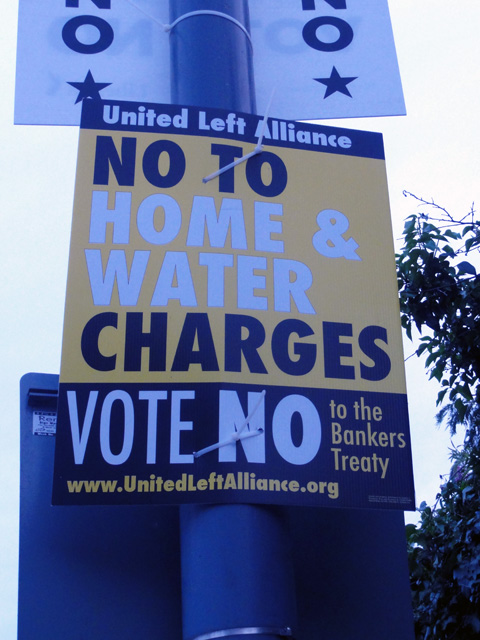 NO
NO
United Left Alliance
NO TO
HOME &
WATER
CHARGES
VOTE NO
to the
Bankers
Treaty
www.UnitedLeftAlliance.org